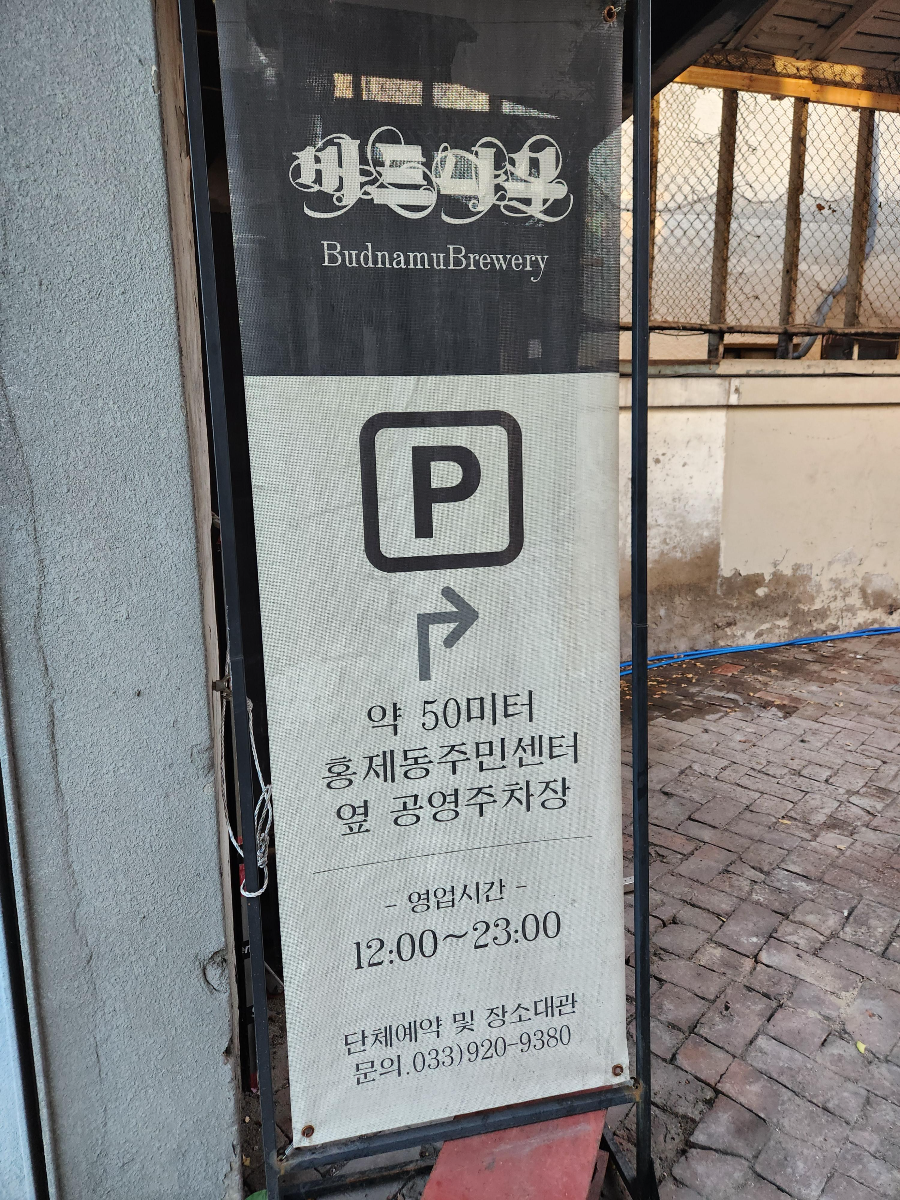 버드나무
BudnamuBrewery
P
약 50미터
홍제동주민센터
옆 공영주차장
- 영업시간 -
12:00~23:00
단체예약 및 장소대관
문의.033)920-9380